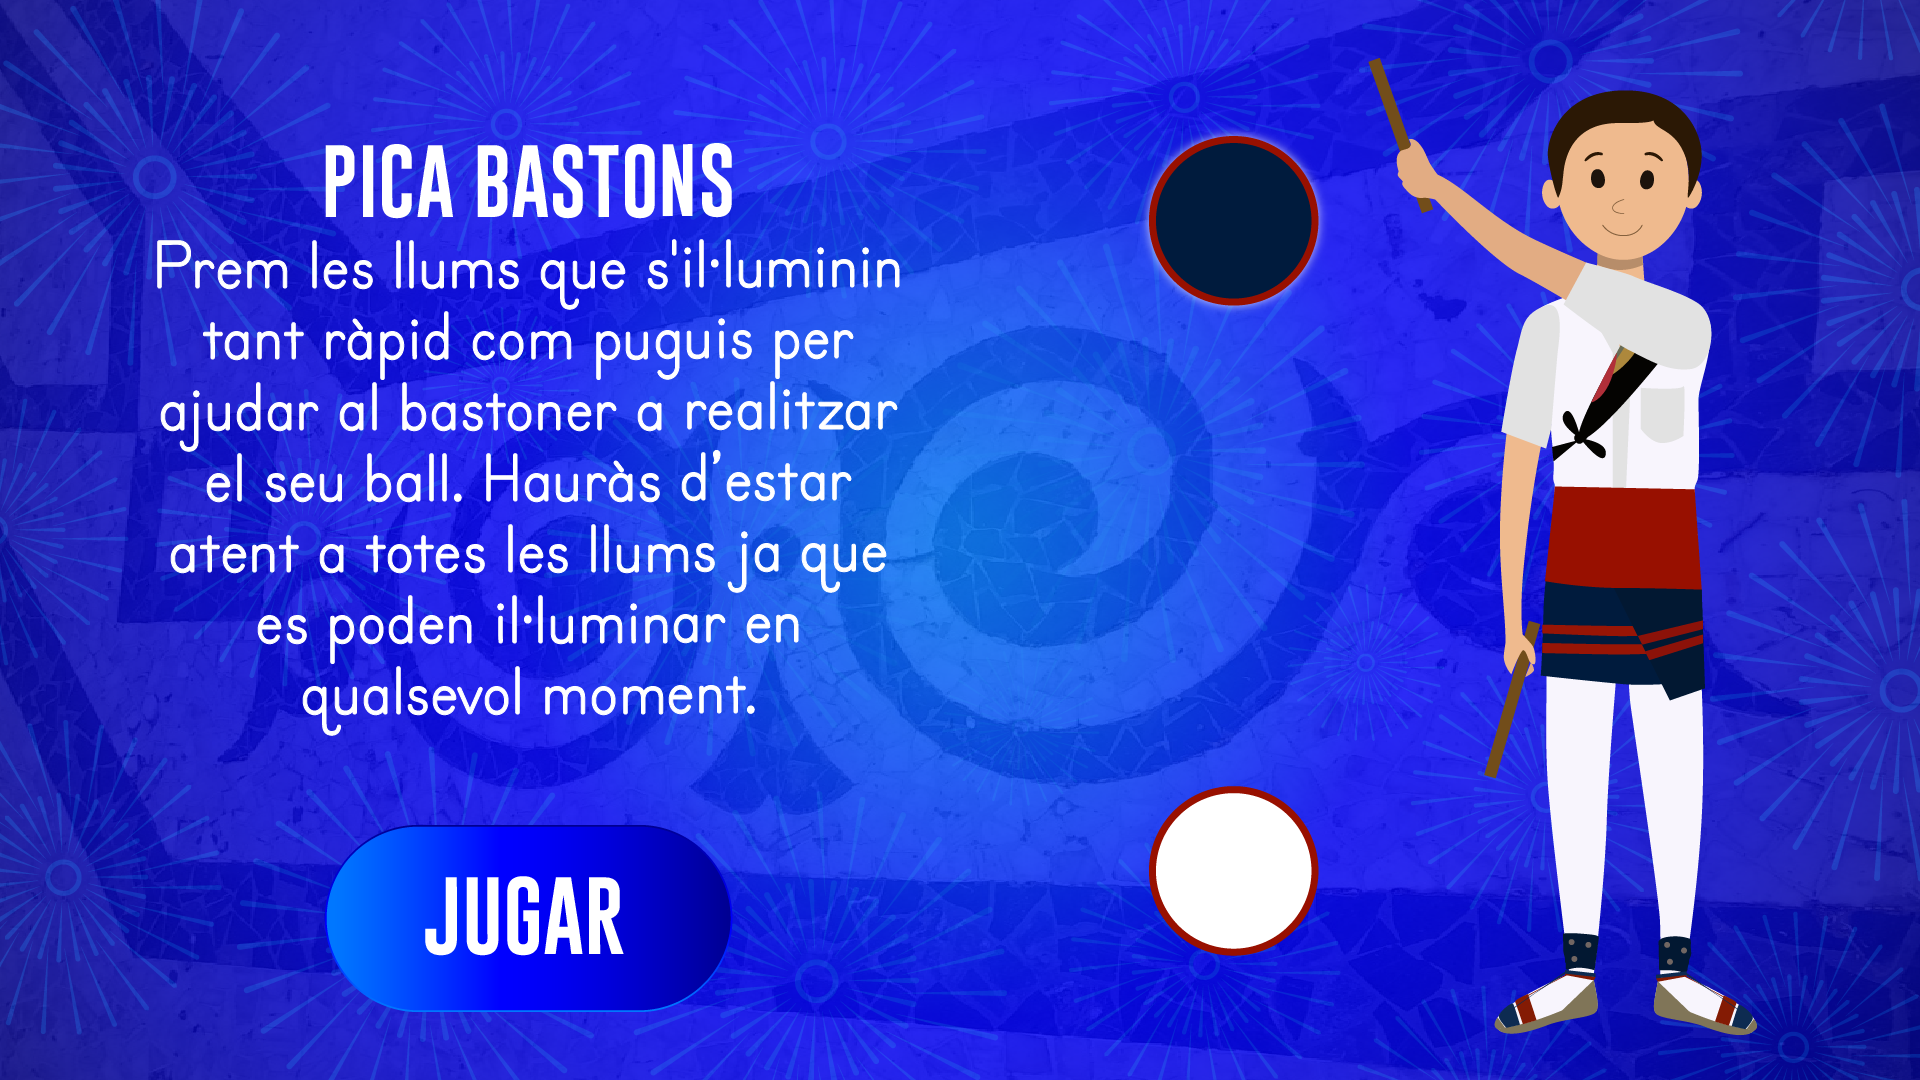 PICA BASTONS
Prem les llums que s'il·luminin
tant ràpid com puguis per
ajudar al bastoner a realitzar
el seu ball. Hauràs d’estar
atent a totes les llums ja que
es poden il·luminar en
qualsevol moment.
JUGAR